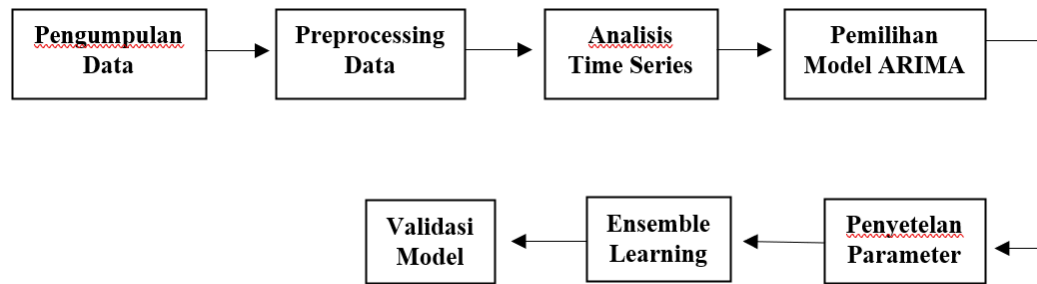 Pengumpulan
Data
Preprocessing
Data
Analisis
Time Series
Pemilihan
Model ARIMA
Penyetelan
Parameter
Ensemble
Learning
Validasi
Model